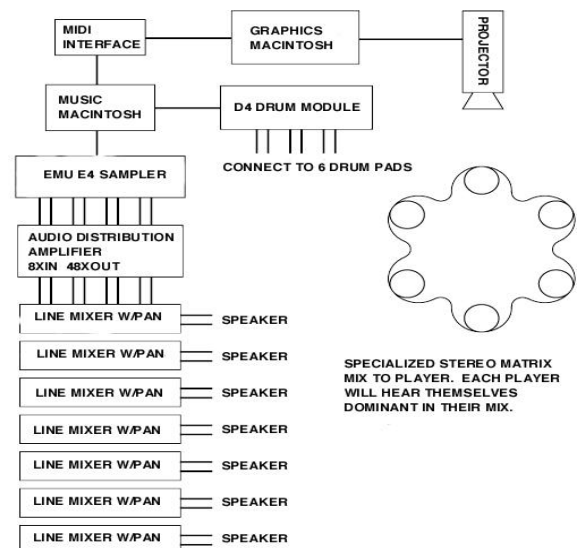 MIDI
INTERFACE
GRAPHICS
MACINTOSH
PROJECTOR
MUSIC
MACINTOSH
D4 DRUM MODULE
CONNECT TO 6 DRUM PADS
EMU E4 SAMPLER
AUDIO DISTRIBUTION
AMPLIFIER
8XIN 48XOUT
LINE MIXER W/PAN
SPEAKER
LINE MIXER W/PAN
SPEAKER
LINE MIXER W/PAN
SPEAKER
LINE MIXER W/PAN
SPEAKER
LINE MIXER W/PAN
SPEAKER
LINE MIXER W/PAN
SPEAKER
LINE MIXER W/PAN
SPEAKER
SPECIALIZED STEREO MATRIX
MIX TO PLAYER. EACH PLAYER
WILL HEAR THEMSELVES
DOMINANT IN THEIR MIX.